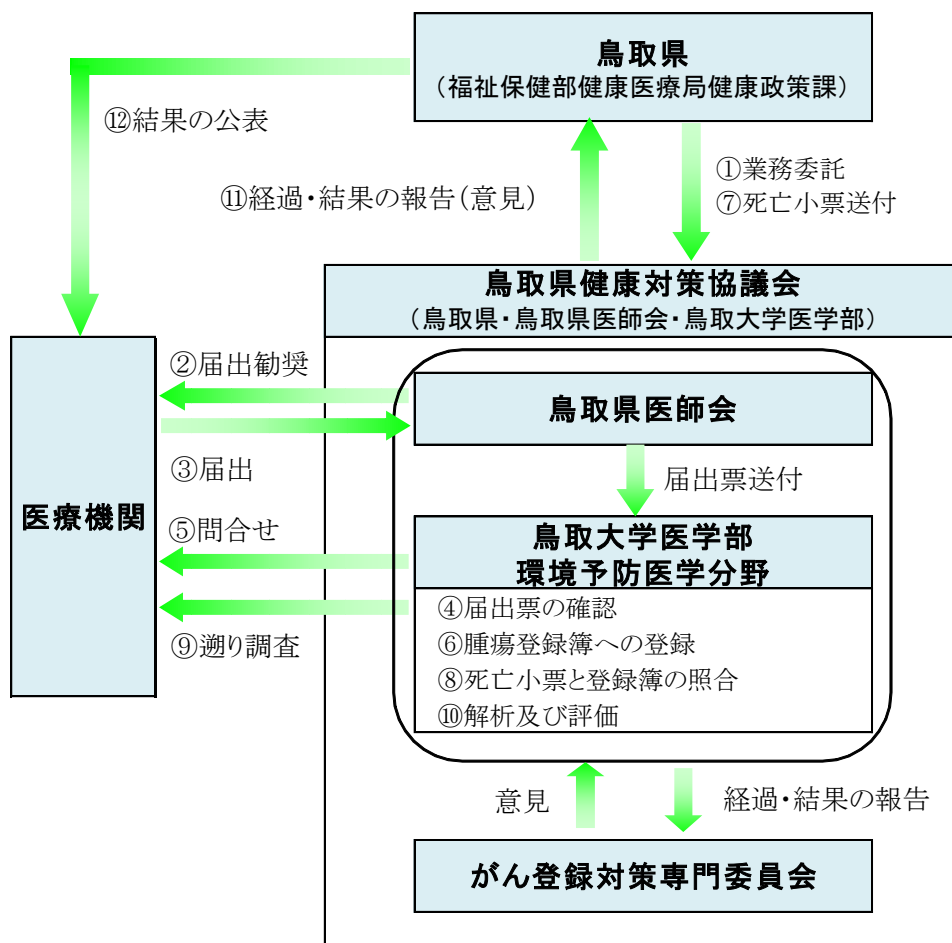 鳥取県
（福祉保健部健康医療局健康政策課）
⑫結果の公表
①業務委託
⑦死亡小票送付
⑪経過・結果の報告（意見）
鳥取県健康対策協議会
（鳥取県・鳥取県医師会・鳥取大学医学部）
②届出勧奨
鳥取県医師会
③届出
届出票送付
医療機関
⑤問合せ
鳥取大学医学部
環境予防医学分野
④届出票の確認
⑥腫瘍登録簿への登録
⑨遡り調査
⑧死亡小票と登録簿の照合
⑩解析及び評価
意見
経過・結果の報告
がん登録対策専門委員会